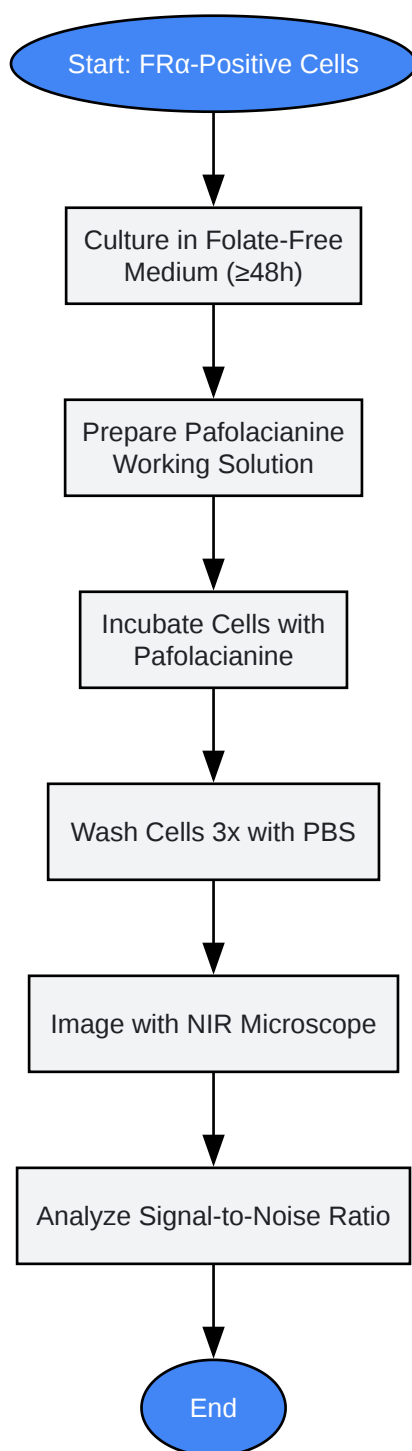 Start: FRα-Positive Cells
Culture in Folate-Free
Medium (≥48h)
Prepare Pafolacianine
Working Solution
Incubate Cells with
Pafolacianine
Wash Cells 3x with PBS
Image with NIR Microscope
Analyze Signal-to-Noise Ratio
End